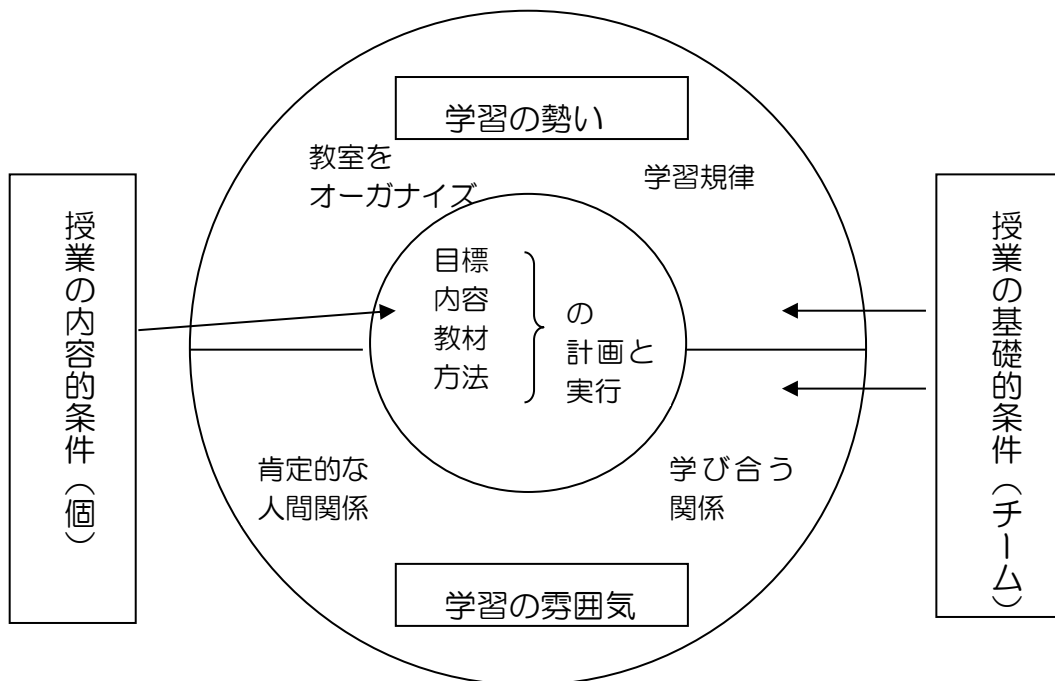 学習の勢い
教室を
オーガナイズ
学習規律
授業の内容的条件(個)
目標
内容
教材
方法
の
計画と
実行
授業の基礎的条件(チーム)
肯定的な
人間関係
学び合う
関係
学習の雰囲気